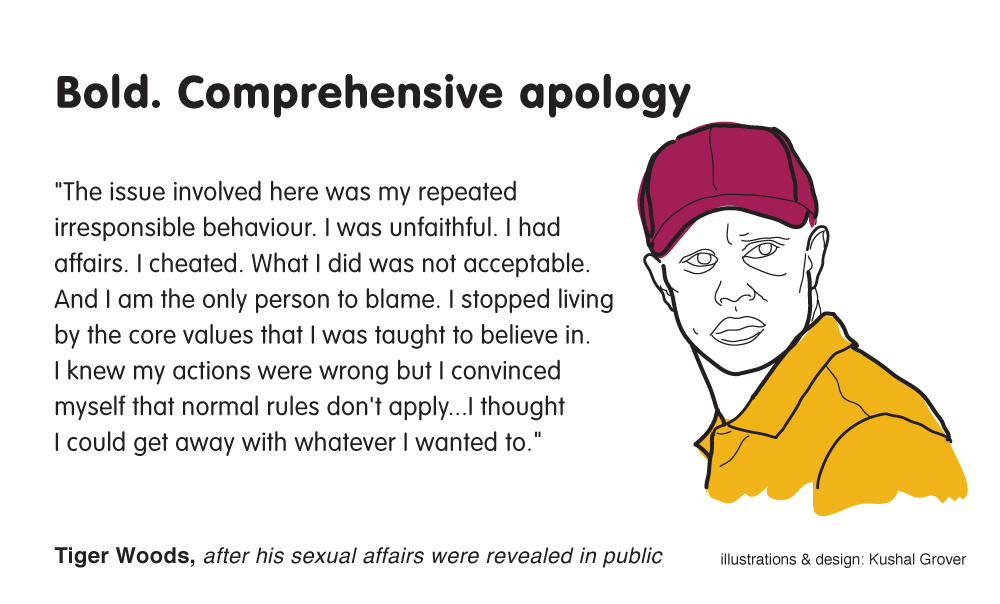 Bold. Comprehensive apology
"The issue involved here was my repeated
irresponsible behaviour. I was unfaithful. I had
affairs. I cheated. What I did was not acceptable.
And I am the only person to blame. I stopped living
by the core values that I was taught to believe in.
I knew my actions were wrong but I convinced
myself that normal rules don't apply...I thought
I could get away with whatever I wanted to."
Tiger Woods, after his sexual affairs were revealed in public
illustrations & design: Kushal Grover